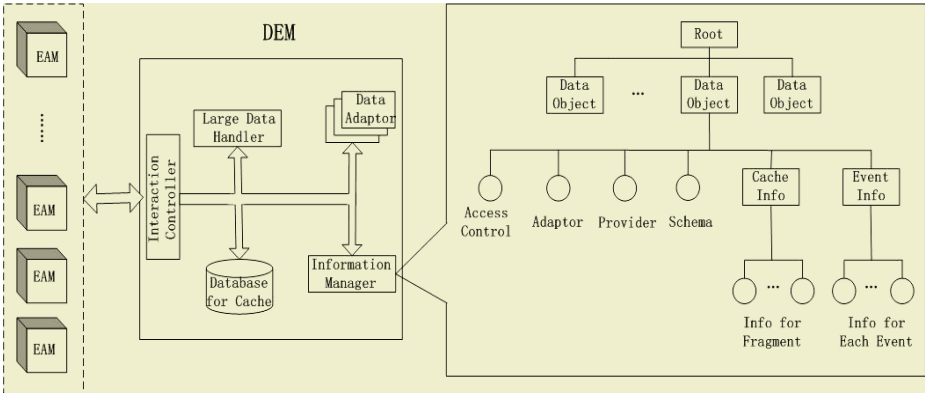 EAM
......
EAM
EAM
EAM
DEM
Interaction
Controller
Large Data
Handler
Data
Adaptor
Database
for Cache
Information
Manager
Root
Data
Object
...
Data
Object
Data
Object
Access
Control
Adaptor
Provider
Schema
Cache
Info
Event
Info
...
...
Info for
Fragment
Info for
Each Event